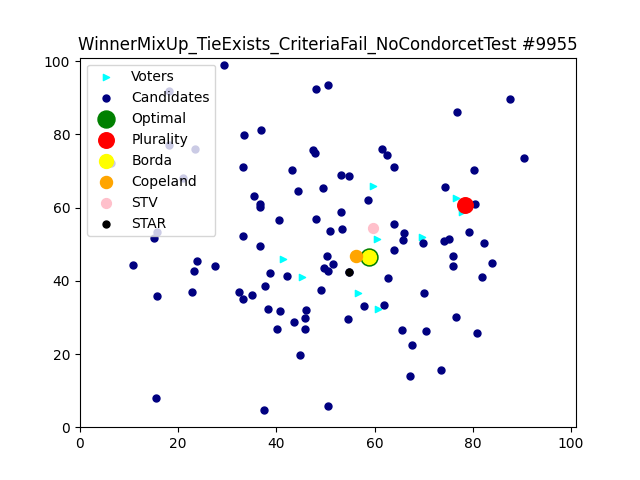 WinnerMixUp_TieExists_CriteriaFail_NoCondorcetTest #9955
100
80
60
40
20
0
Voters
Candidates
Optimal
Plurality
Borda
Copeland
STV
STAR
0 20 40 60 80 100